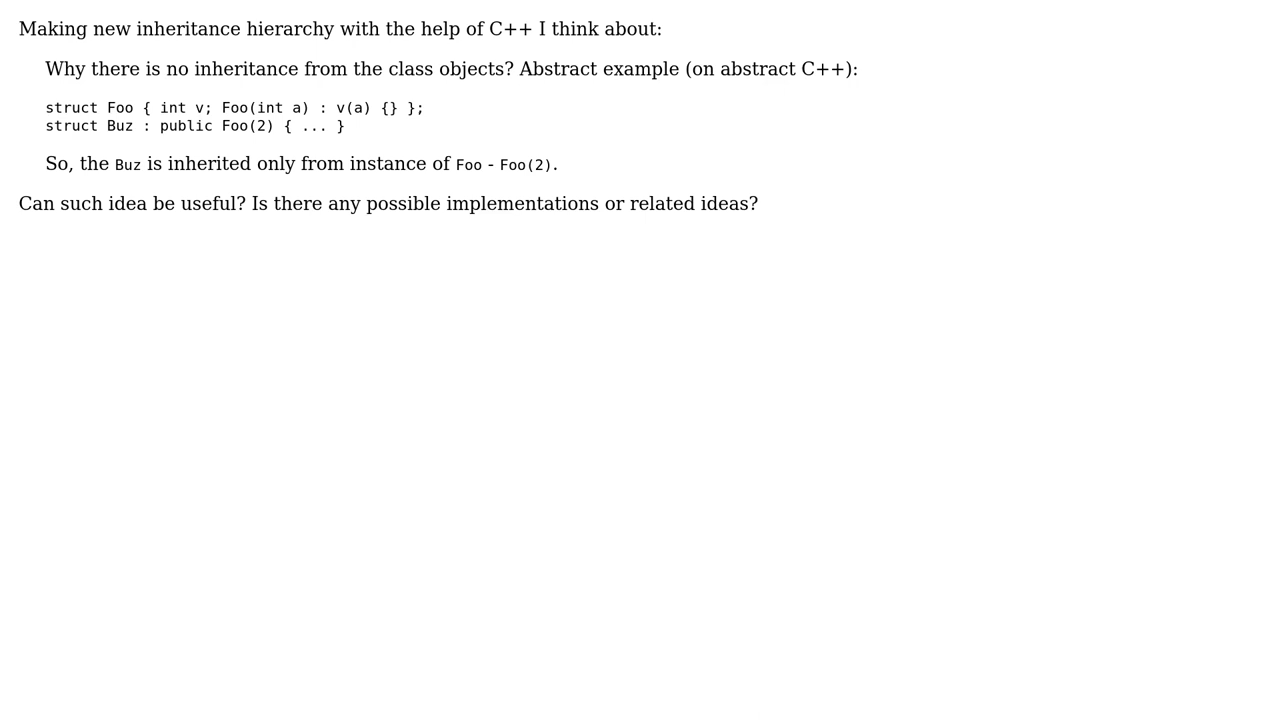 Making new inheritance hierarchy with the help of C++ I think about:
Why there is no inheritance from the class objects? Abstract example (on abstract C++):
struct Foo { int v; Foo(int a) : v(a) {} };
struct Buz : public Foo(2) { ... }
So, the Buz is inherited only from instance of Foo - Foo(2).
Can such idea be useful? Is there any possible implementations or related ideas?